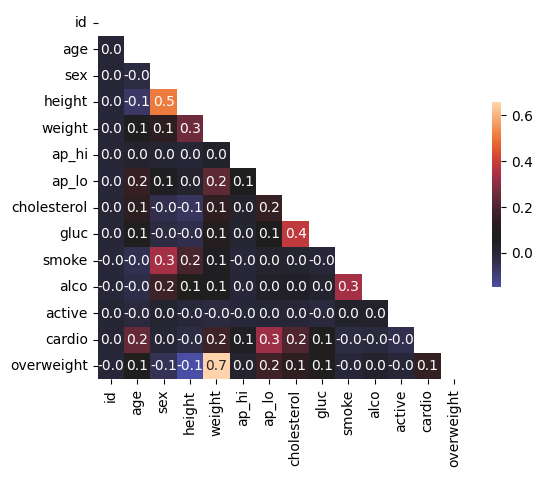 id
age 0.0
sex 0.0 -0.0
height 0.0 -0.1 0.5
weight 0.0 0.1 0.1 0.3
ap_hi 0.0 0.0 0.0 0.0 0.0
ap_lo 0.0 0.2 0.1 0.0 0.2 0.1
cholesterol 0.0 0.1 -0.0 -0.1 0.1 0.0 0.2
gluc 0.0 0.1 -0.0 -0.0 0.1 0.0 0.1 0.4
smoke -0.0 -0.0 0.3 0.2 0.1 -0.0 0.0 0.0 -0.0
alco 0.0 -0.0 0.2 0.1 0.1 0.0 0.0 0.0 0.0 0.3
active 0.0 -0.0 0.0 -0.0 -0.0 -0.0 0.0 0.0 -0.0 0.0 0.0
cardio 0.0 0.2 0.0 -0.0 0.2 0.1 0.3 0.2 0.1 -0.0 -0.0 -0.0
overweight -0.0 0.1 -0.1 -0.1 0.7 0.0 0.2 0.1 0.1 -0.0 0.0 -0.0 0.1
id age sex height weight ap_hi ap_lo cholesterol gluc smoke alco active cardio overweight
0.6
0.4
0.2
0.0